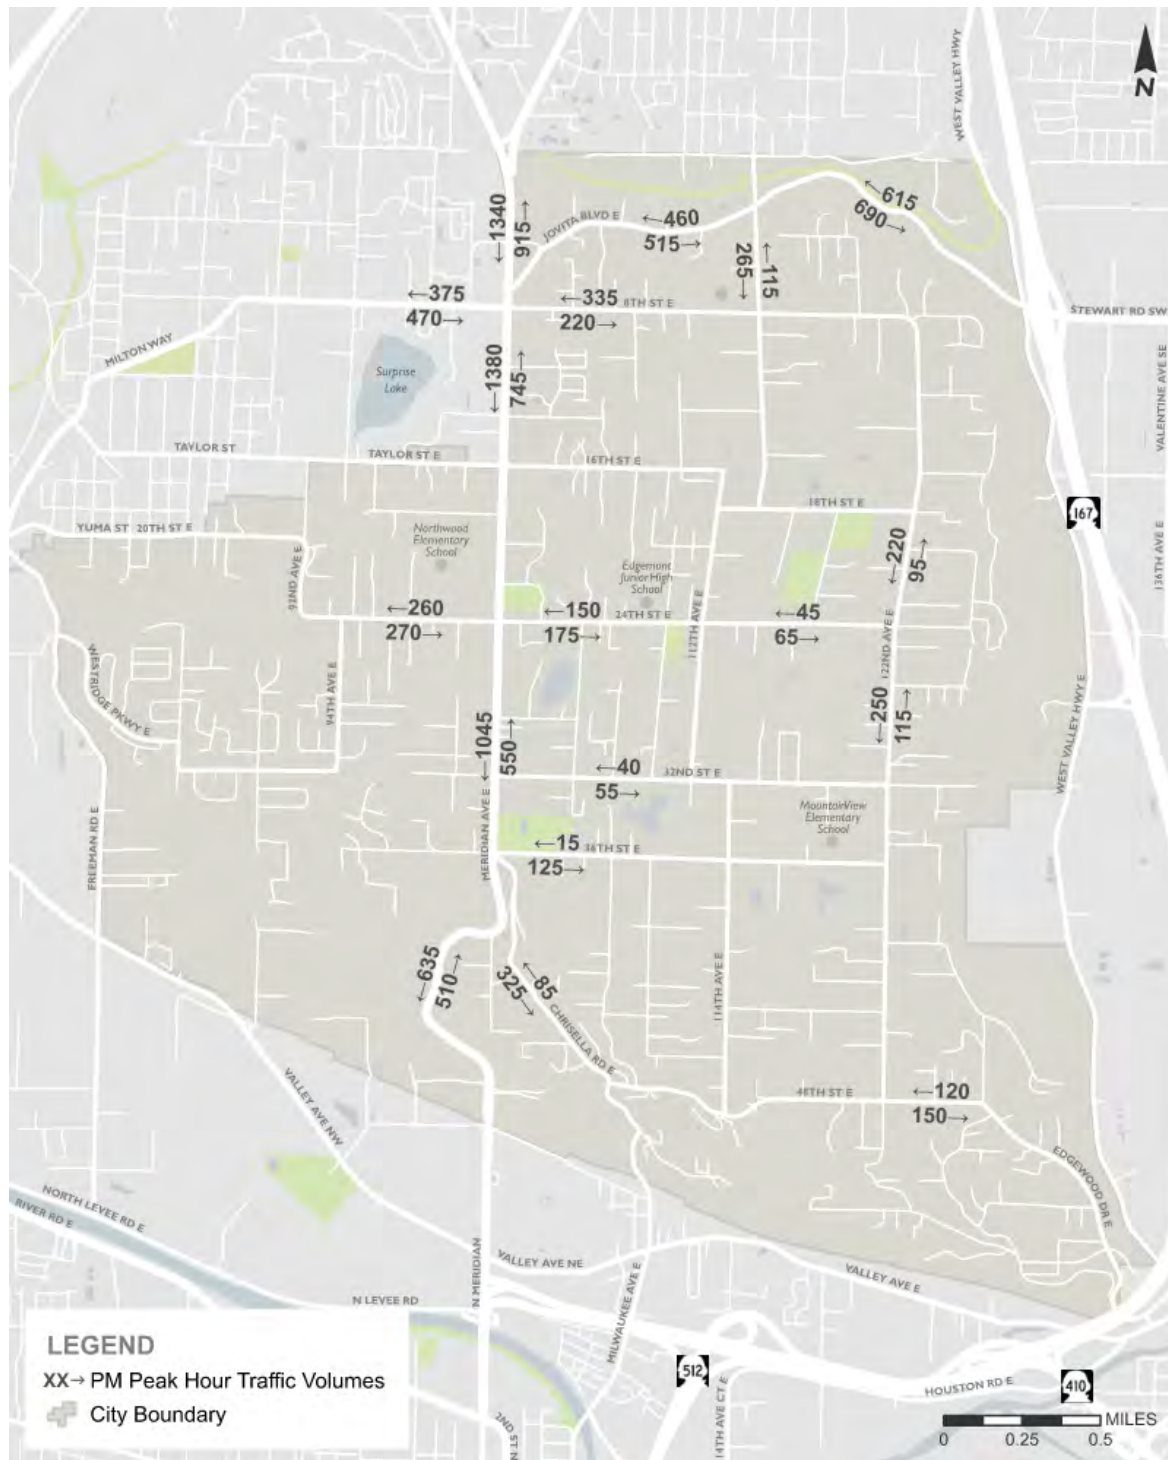 WEST VALLEY HWY
N
←615
690→
←1340
915→
JOVITA BLVD E
←460
515→
265→
←115
←375
470→
←335
8TH ST E
220→
STEWART RD SW
MILTON WAY
Surprise
Lake
←1380
745→
VALENTINE AVE SE
TAYLOR ST
TAYLOR ST E
16TH ST E
18TH ST E
167
YUMA ST
20TH ST E
Northwood
Elementary
School
Edgemont
Junior High
School
←220
95→
136TH AVE E
92ND AVE E
←260
270→
←150
24TH ST E
175→
←45
65→
112TH AVE E
122ND AVE E
WESTRIDGE PKWY E
94TH AVE E
←1045
550→
←250
115→
WEST VALLEY HWY E
←40
32ND ST E
55→
MountainView
Elementary
School
FREEMAN RD E
MERIDIAN AVE E
←15
36TH ST E
125→
←635
510→
←85
325→
CHRISELLA RD E
114TH AVE E
48TH ST E
←120
150→
VALLEY AVE NW
EDGEWOOD DR E
NORTH LEVEE RD E
RIVER RD E
N MERIDIAN
VALLEY AVE NE
VALLEY AVE E
N LEVEE RD
MILWAUKEE AVE E
512
HOUSTON RD E
410
14TH AVE CT E
2ND ST N
LEGEND
XX→ PM Peak Hour Traffic Volumes
City Boundary
MILES
0 0.25 0.5